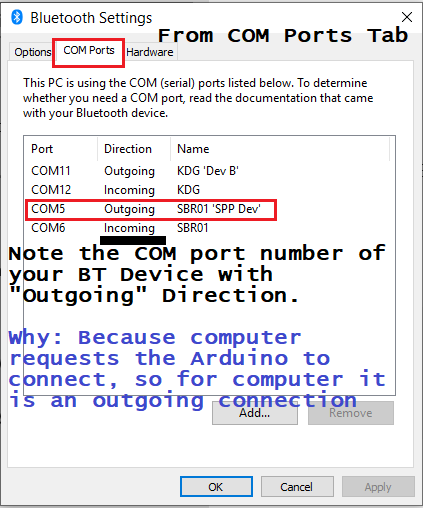 Bluetooth Settings
From COM Ports Tab
Options COM Ports Hardware
This PC is using the COM (serial) ports listed below. To determine
whether you need a COM port, read the documentation that came
with your Bluetooth device.
Port Direction Name
COM11 Outgoing KDG 'Dev B'
COM12 Incoming KDG
COM5 Outgoing SBR01 'SPP Dev'
COM6 Incoming SBR01
Note the COM port number of
your BT Device with
"Outgoing" Direction.
Why: Because computer
requests the Arduino to
connect, so for computer it
is an outgoing connection
Add... Remove
OK Cancel Apply